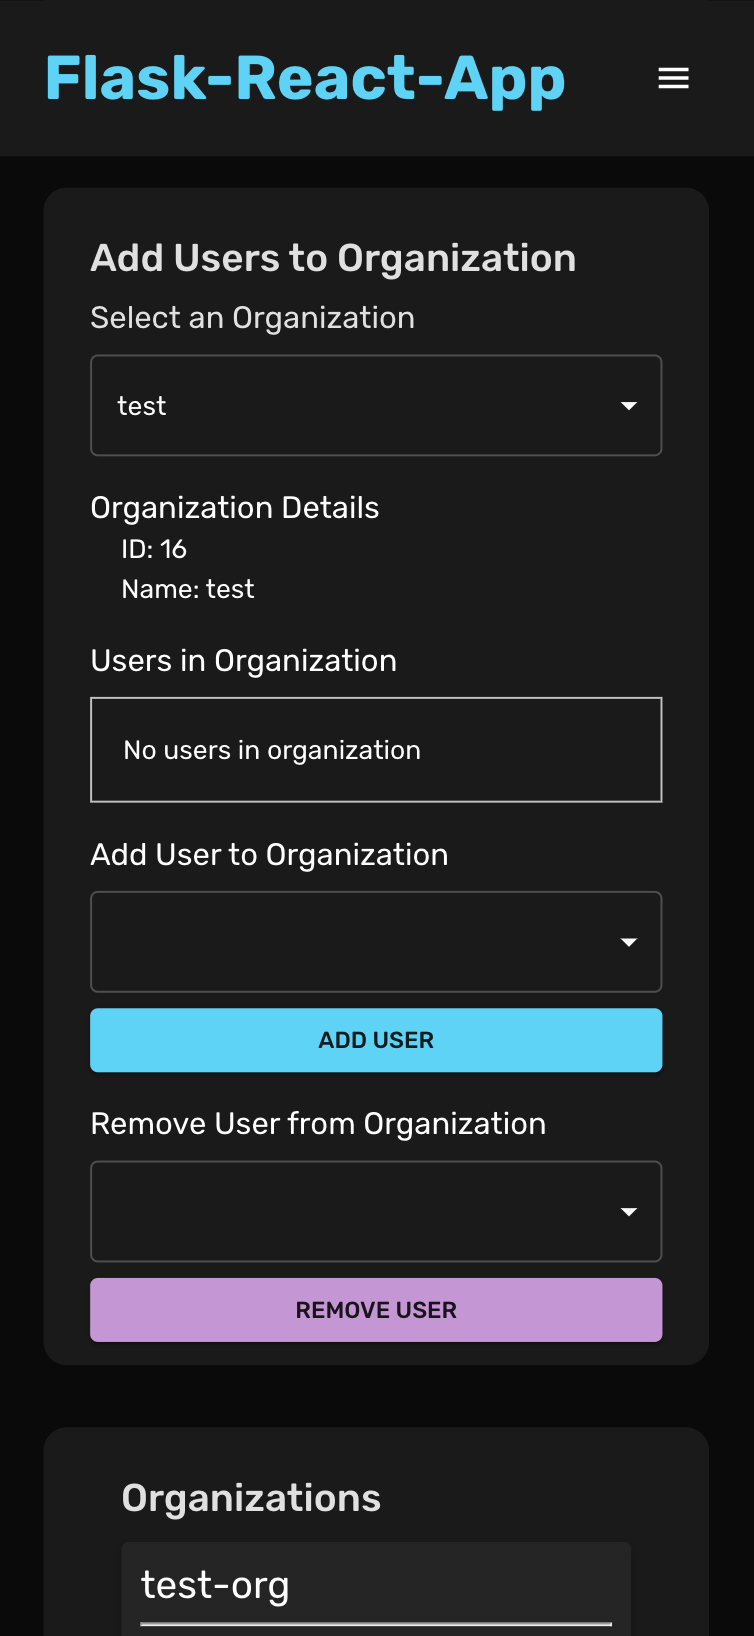 Flask-React-App
Add Users to Organization
Select an Organization
test
Organization Details
ID: 16
Name: test
Users in Organization
No users in organization
Add User to Organization
ADD USER
Remove User from Organization
REMOVE USER
Organizations
test-org